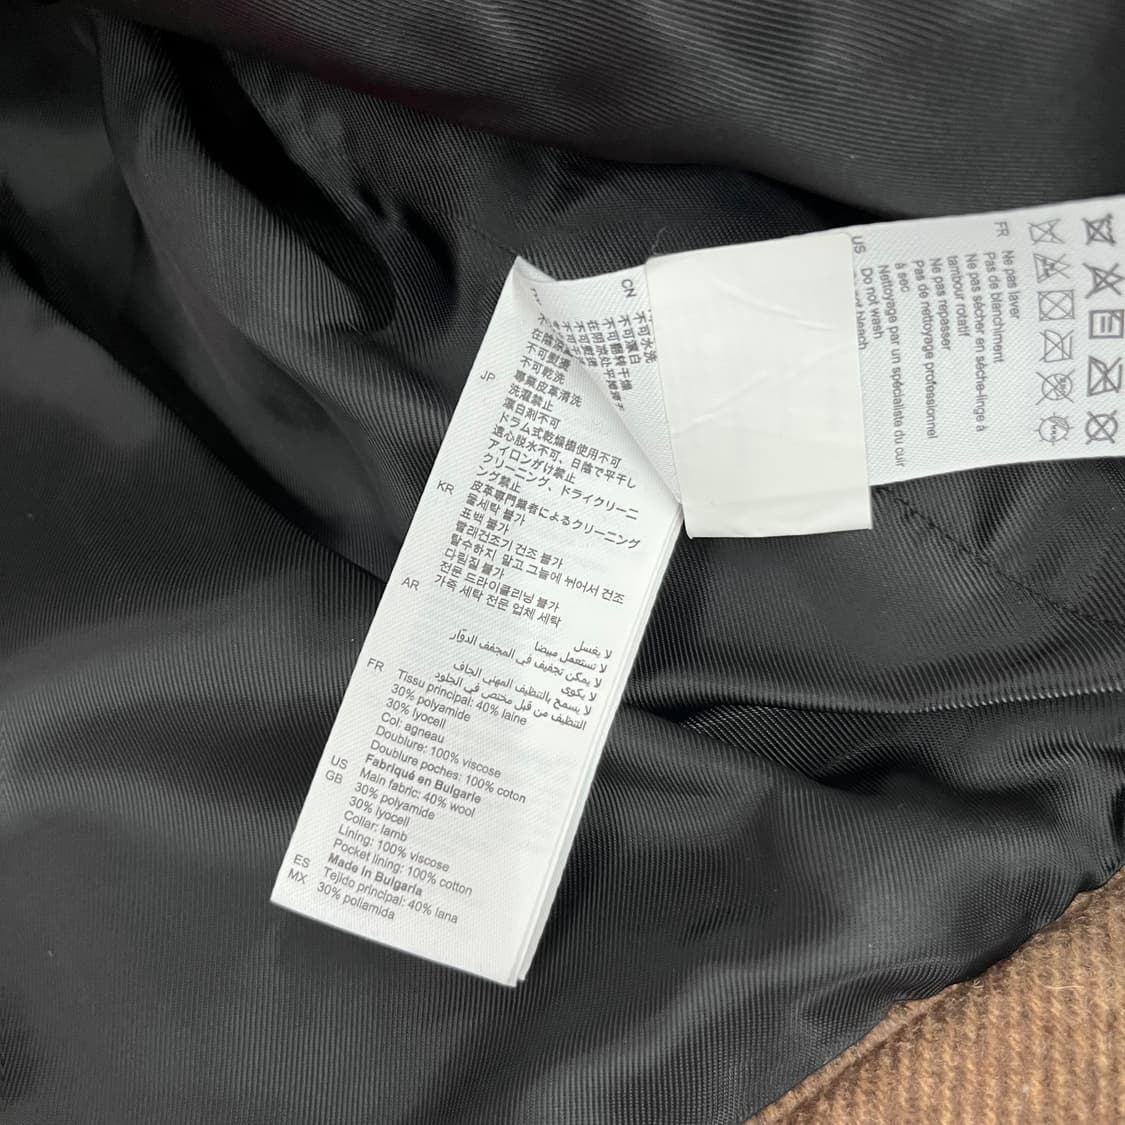 CN
不可水洗
不可漂白
不可翻转干燥
不可熨烫
不可乾洗
專業皮革清洗
JP
洗濯禁止
漂白剤不可
ドラム式乾燥機使用不可
遠心脱水不可、日陰で平干し
アイロンがけ禁止
クリーニング、ドライクリーニ
ング禁止
皮革専門業者によるクリーニング
KR
물세탁 불가
표백 불가
빨래건조기 건조 불가
탈수하지 말고 그늘에 뉘어서 건조
다림질 불가
전문 드라이클리닝 불가
가죽 세탁 전문 업체 세탁
AR
لا يغسل
لا تستعمل مبيضا
لا يمكن تجفيف في المجفف الدوّار
لا يكوى
لا يسمح بالتنظيف المهني الجاف
التنظيف من قبل مختص في الجلود
FR
Tissu principal: 40% laine
30% polyamide
30% lyocell
Col: agneau
Doublure: 100% viscose
Doublure poches: 100% coton
Fabriqué en Bulgarie
US
GB
Main fabric: 40% wool
30% polyamide
30% lyocell
Collar: lamb
Lining: 100% viscose
Pocket lining: 100% cotton
Made in Bulgaria
ES
MX
Tejido principal: 40% lana
30% poliamida
FR
Ne pas laver
Pas de blanchiment
Ne pas sécher en sèche-linge à
tambour rotatif
Ne pas repasser
Pas de nettoyage professionnel
à sec
Nettoyage par un spécialiste du cuir
US
Do not wash
bleach